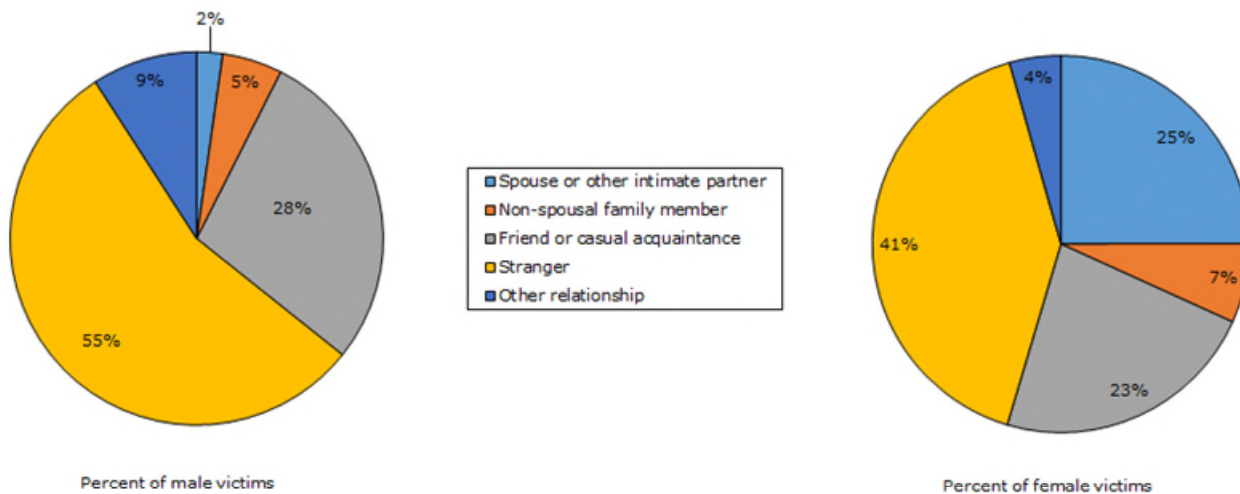 2%
9%
5%
28%
55%
Percent of male victims
Spouse or other intimate partner
Non-spousal family member
Friend or casual acquaintance
Stranger
Other relationship
4%
25%
41%
7%
23%
Percent of female victims